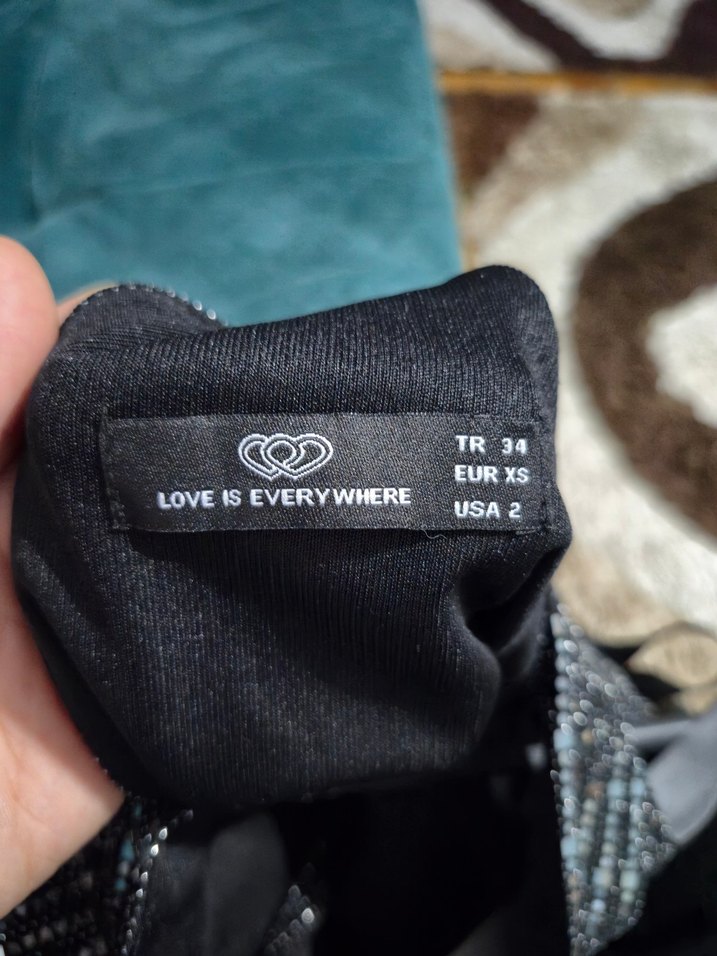 LOVE IS EVERYWHERE
TR 34
EUR XS
USA 2